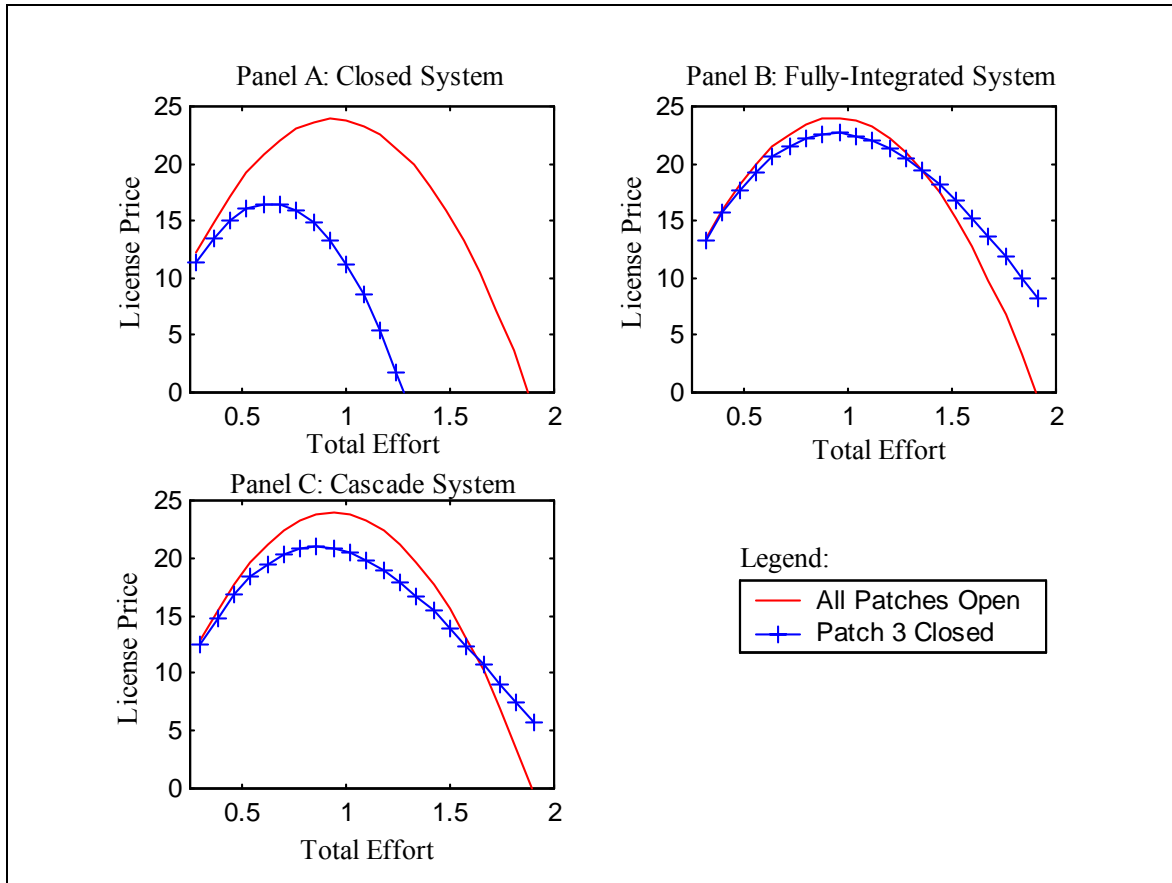 Panel A: Closed System
25
20
15
10
5
0
License Price
0.5 1 1.5 2
Total Effort
Panel B: Fully-Integrated System
25
20
15
10
5
0
License Price
0.5 1 1.5 2
Total Effort
Panel C: Cascade System
25
20
15
10
5
0
License Price
0.5 1 1.5 2
Total Effort
Legend:
All Patches Open
Patch 3 Closed